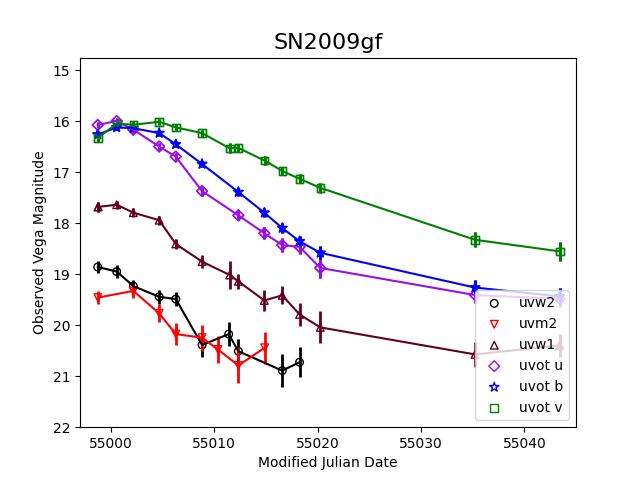 SN2009gf
15
16
17
18
19
20
21
22
Observed Vega Magnitude
55000
55010
55020
55030
55040
Modified Julian Date
uvw2
uvm2
uvw1
uvot u
uvot b
uvot v